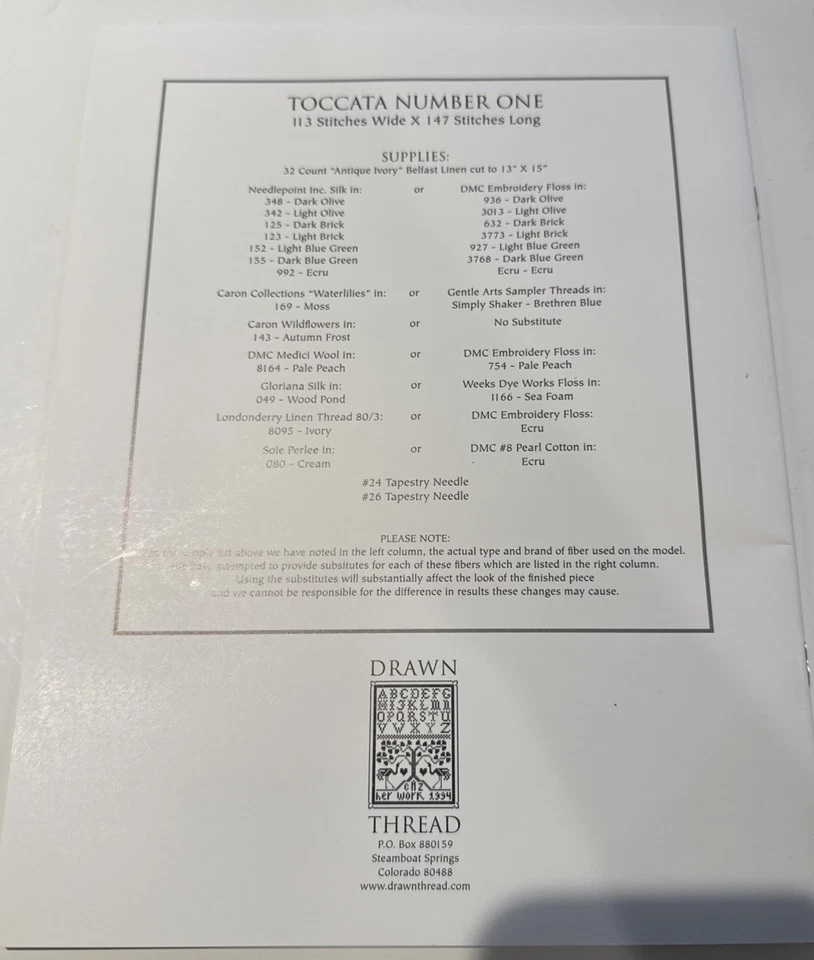 TOCCATA NUMBER ONE
113 Stitches Wide X 147 Stitches Long
SUPPLIES:
32 Count "Antique Ivory" Belfast Linen cut to 13" X 15"
Needlepoint Inc. Silk in: or DMC Embroidery Floss in:
348 - Dark Olive 936 - Dark Olive
342 - Light Olive 3013 - Light Olive
125 - Dark Brick 632 - Dark Brick
123 - Light Brick 3773 - Light Brick
152 - Light Blue Green 927 - Light Blue Green
155 - Dark Blue Green 3768 - Dark Blue Green
992 - Ecru Ecru - Ecru
Caron Collections "Waterlilies" in: or Gentle Arts Sampler Threads in:
169 - Moss Simply Shaker - Brethren Blue
Caron Wildflowers in: or No Substitute
143 - Autumn Frost
DMC Medici Wool in: or DMC Embroidery Floss in:
8164 - Pale Peach 754 - Pale Peach
Gloriana Silk in: or Weeks Dye Works Floss in:
049 - Wood Pond 1166 - Sea Foam
Londonderry Linen Thread 80/3: or DMC Embroidery Floss:
8095 - Ivory Ecru
Soie Perlee in: or DMC #8 Pearl Cotton in:
080 - Cream Ecru
#24 Tapestry Needle
#26 Tapestry Needle
PLEASE NOTE:
supply list above we have noted in the left column, the actual type and brand of fiber used on the model.
attempted to provide subsitutes for each of these fibers which are listed in the right column.
Using the substitutes will substantially affect the look of the finished piece
and we cannot be responsible for the difference in results these changes may cause.
DRAWN
ABCDEFG
HIJKLMN
OPQRSTU
VWXYZ
her work 1994
THREAD
P.O. Box 880159
Steamboat Springs
Colorado 80488
www.drawnthread.com